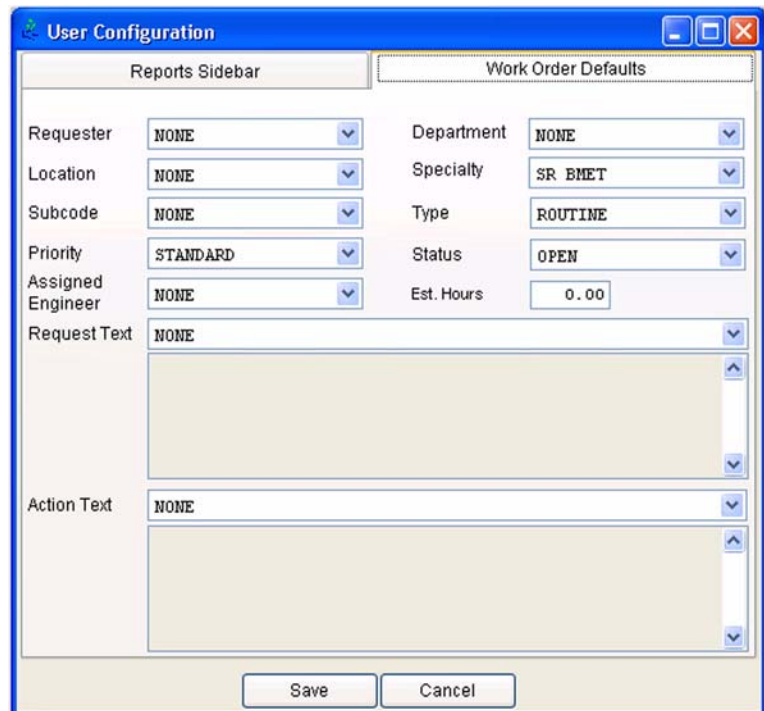 User Configuration
Reports Sidebar Work Order Defaults
Requester NONE Department NONE
Location NONE Specialty SR BMET
Subcode NONE Type ROUTINE
Priority STANDARD Status OPEN
Assigned
Engineer NONE Est. Hours 0.00
Request Text NONE
Action Text NONE
Save Cancel